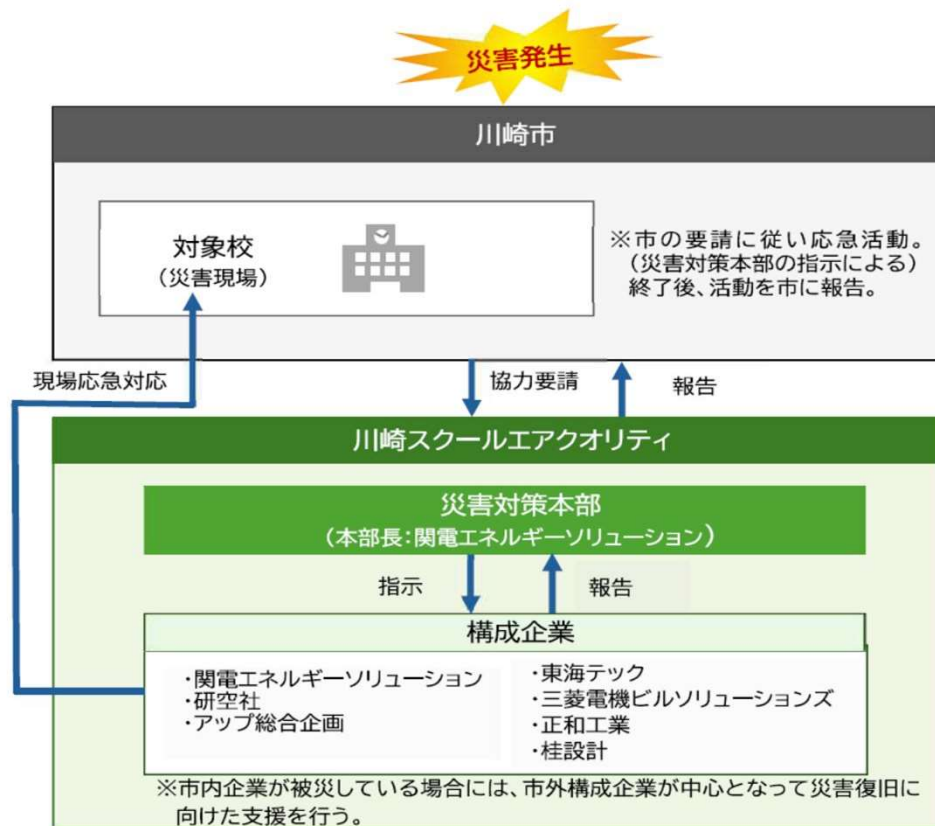 災害発生
川崎市
対象校
（災害現場）
※市の要請に従い応急活動。
（災害対策本部の指示による）
終了後、活動を市に報告。
現場応急対応
協力要請
報告
川崎スクールエアクオリティ
災害対策本部
（本部長：関電エネルギーソリューション）
指示
報告
構成企業
・関電エネルギーソリューション
・研空社
・アップ総合企画
・東海テック
・三菱電機ビルソリューションズ
・正和工業
・桂設計
※市内企業が被災している場合には、市外構成企業が中心となって災害復旧に
向けた支援を行う。